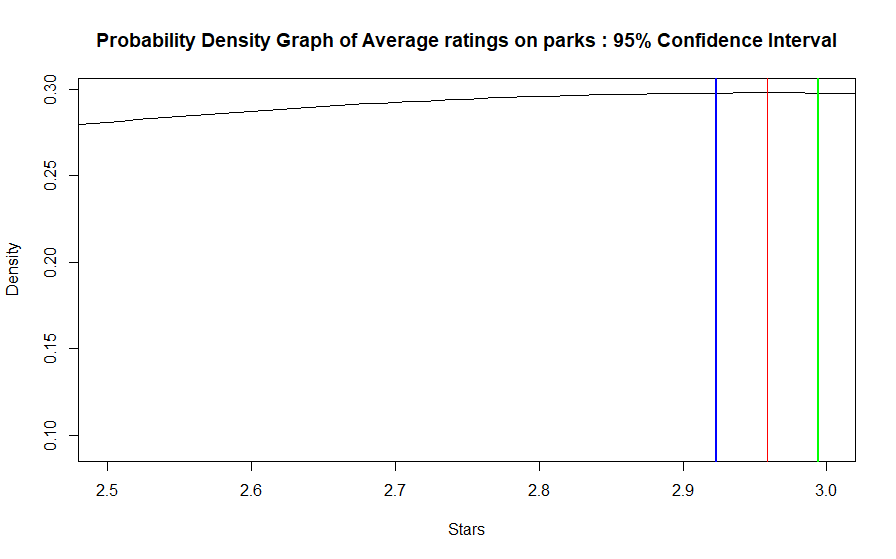 Probability Density Graph of Average ratings on parks : 95% Confidence Interval
Density
0.30
0.25
0.20
0.15
0.10
2.5 2.6 2.7 2.8 2.9 3.0
Stars